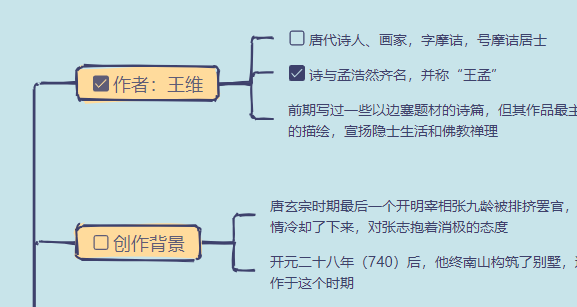 唐代诗人、画家，字摩诘，号摩诘居士
作者：王维
诗与孟浩然齐名，并称“王孟”
前期写过一些以边塞题材的诗篇，但其作品最主
的描绘，宣扬隐士生活和佛教禅理
唐玄宗时期最后一个开明宰相张九龄被排挤罢官，
情冷却了下来，对张志抱着消极的态度
创作背景
开元二十八年（740）后，他终南山构筑了别墅，
作于这个时期